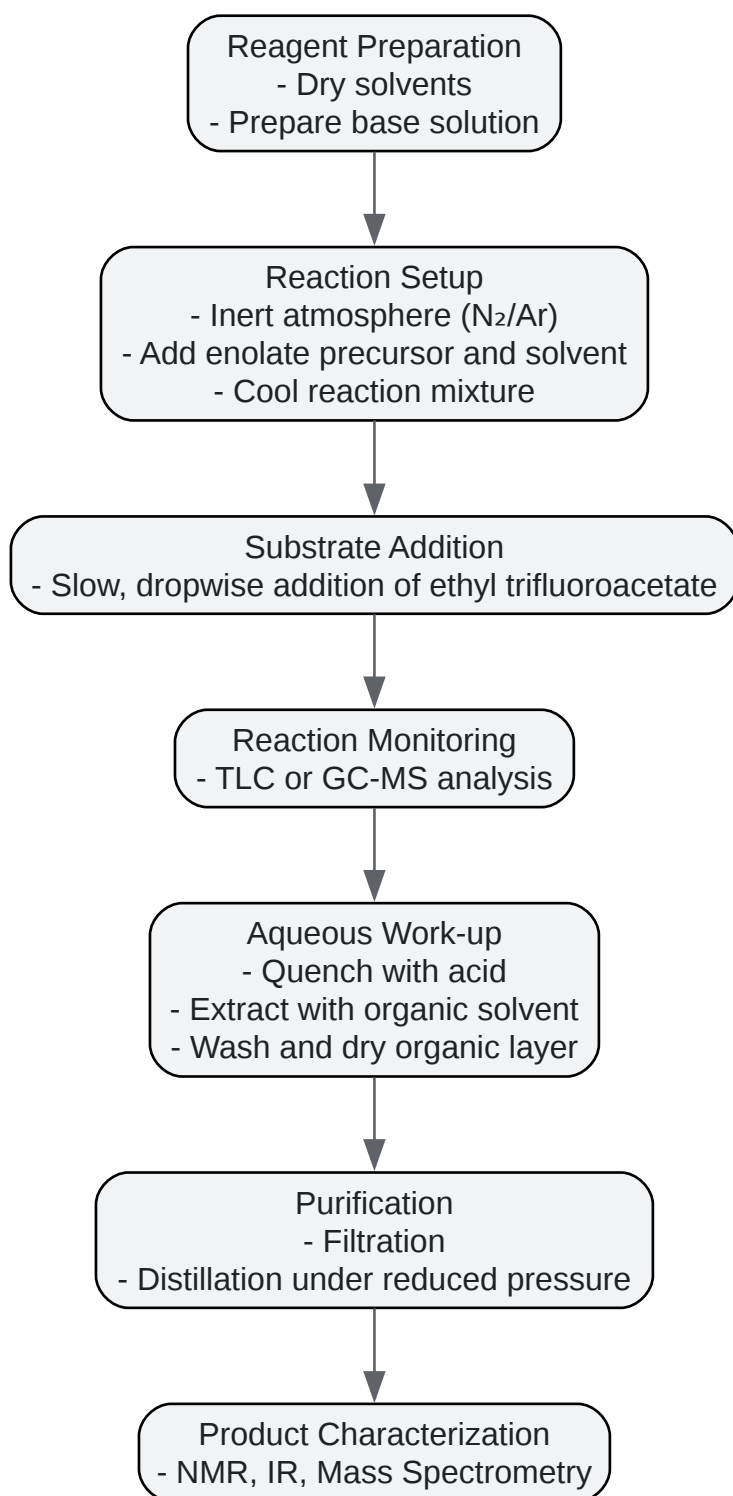 Reagent Preparation
- Dry solvents
- Prepare base solution
Reaction Setup
- Inert atmosphere (N₂/Ar)
- Add enolate precursor and solvent
- Cool reaction mixture
Substrate Addition
- Slow, dropwise addition of ethyl trifluoroacetate
Reaction Monitoring
- TLC or GC-MS analysis
Aqueous Work-up
- Quench with acid
- Extract with organic solvent
- Wash and dry organic layer
Purification
- Filtration
- Distillation under reduced pressure
Product Characterization
- NMR, IR, Mass Spectrometry